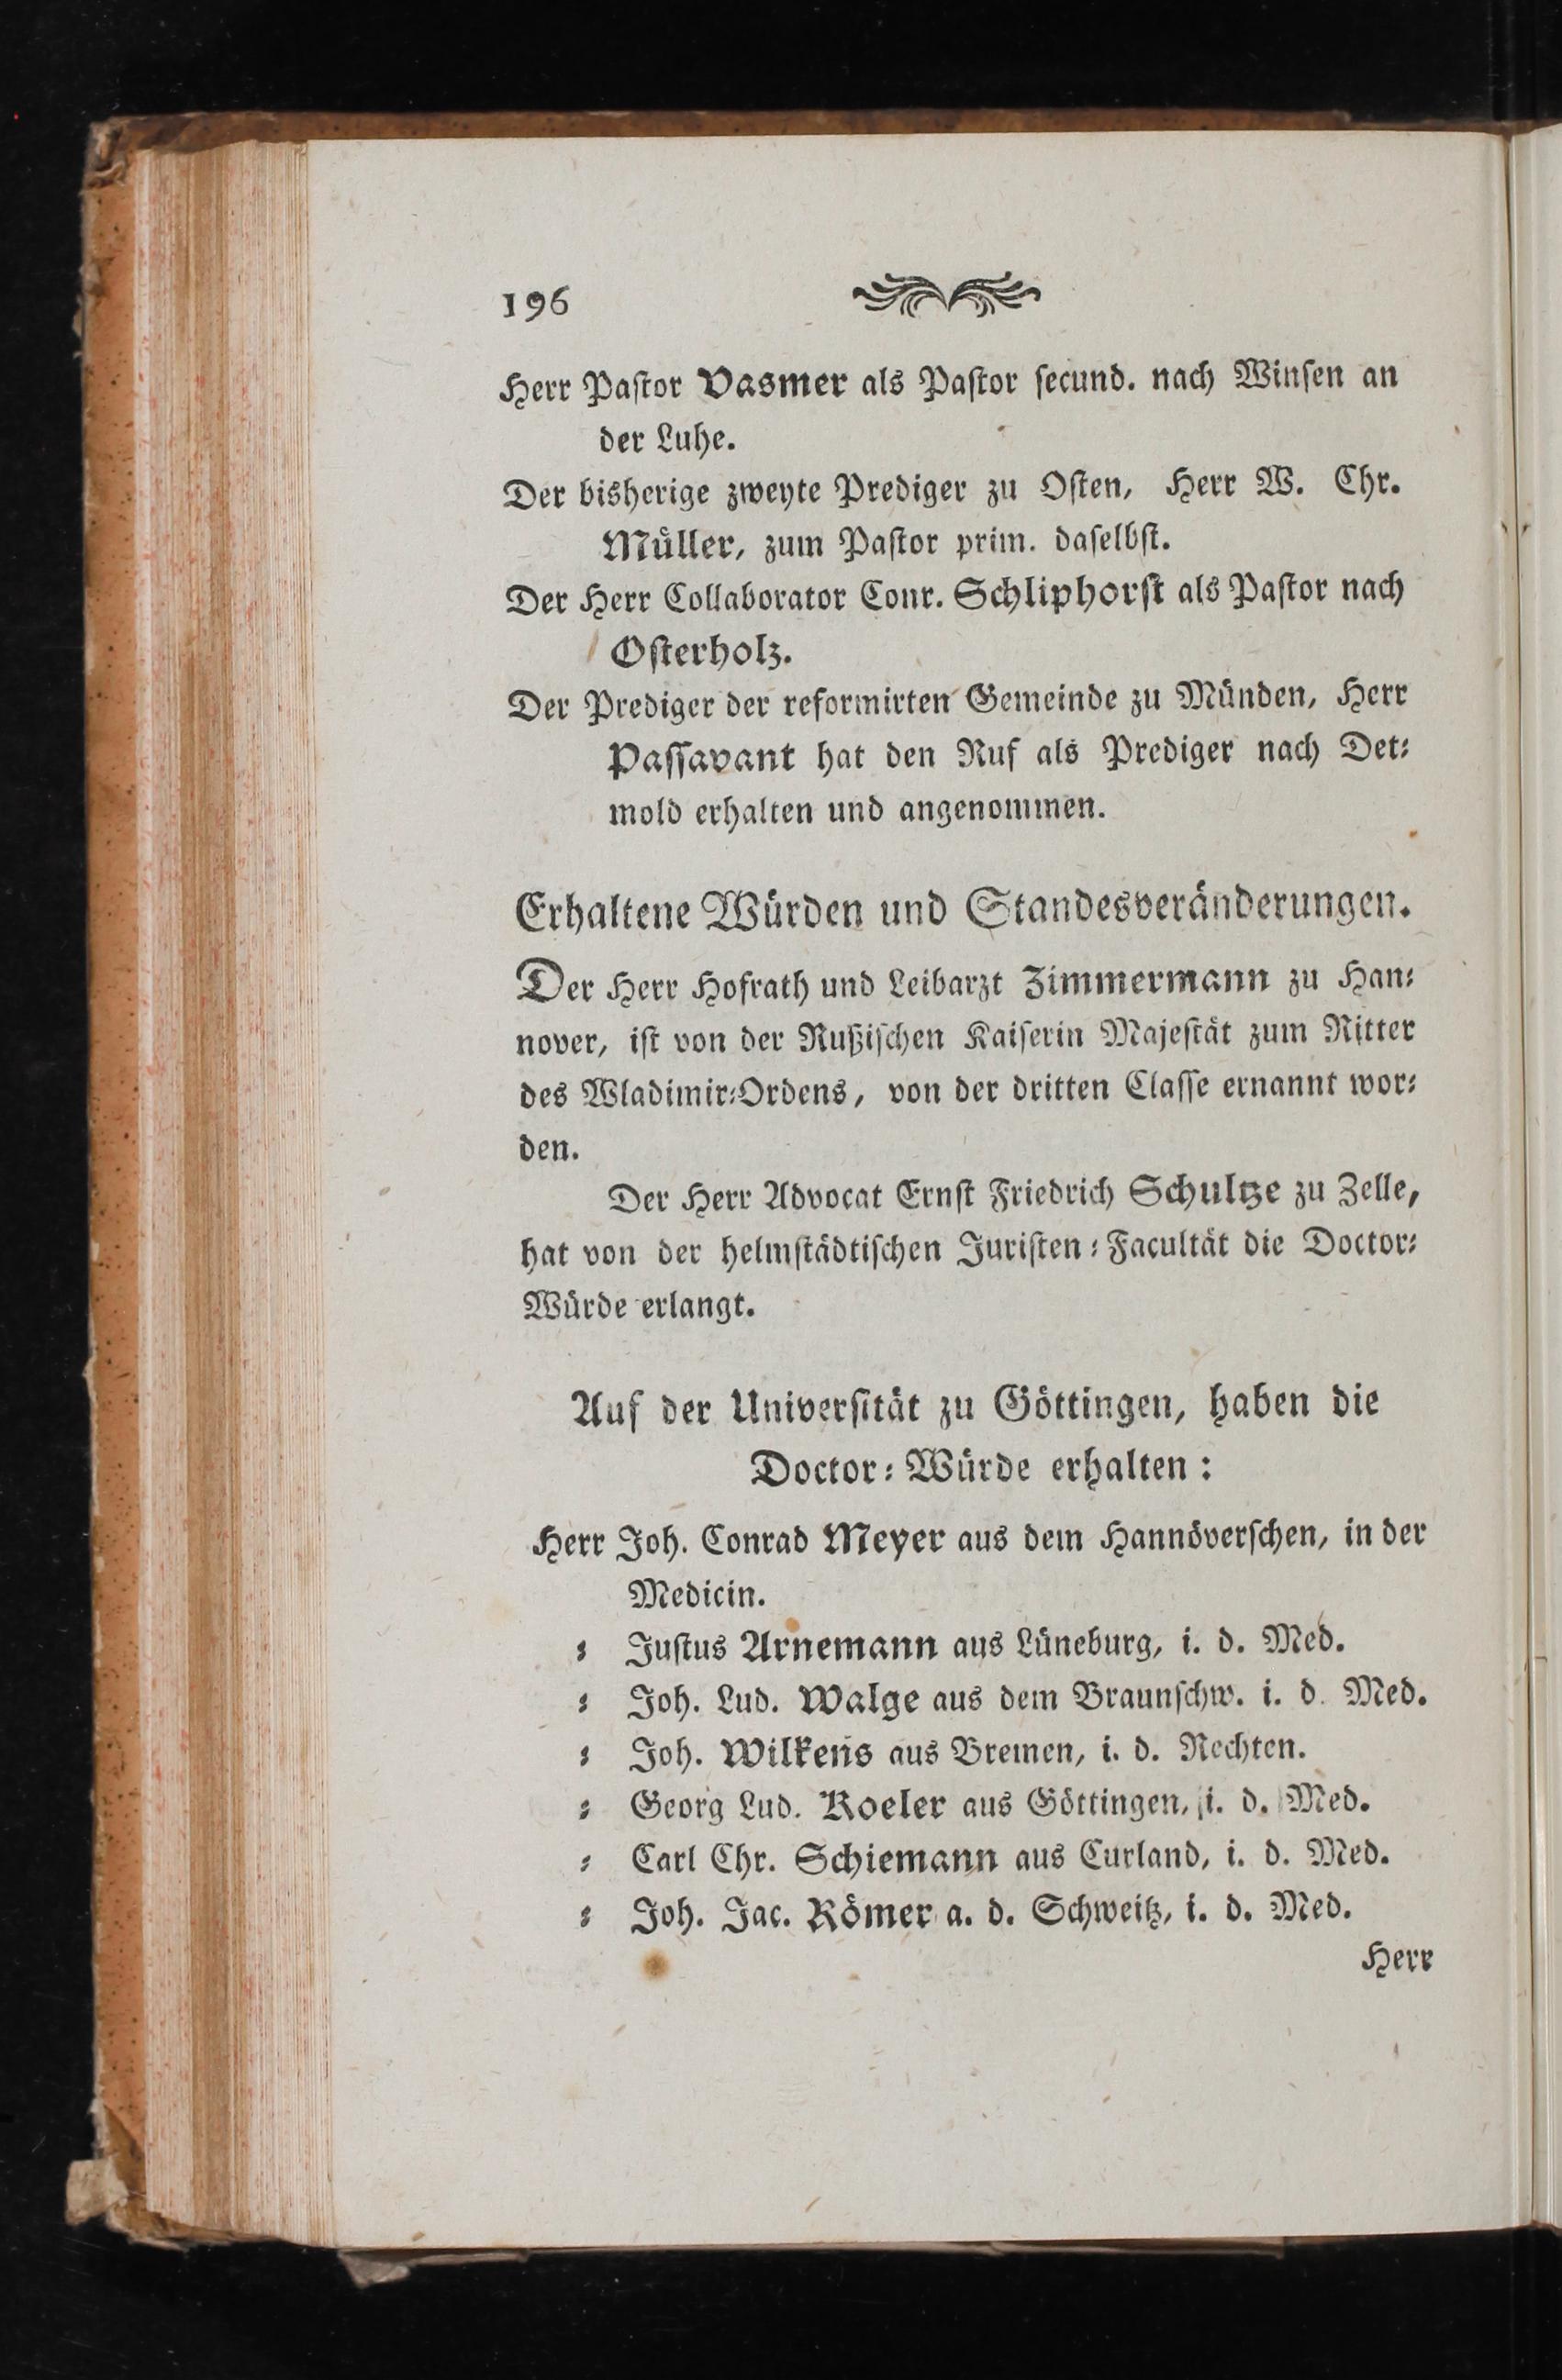 196
Herr Paſtor Vasmer als Paſtor ſecund. nach Winſen an
der Luhe.
Der bisherige zweyte Prediger zu Oſten, Herr W. Chr.
Müller, zum Paſtor prim. daſelbſt.
Der Herr Collaborator Conr. Schliphorſt als Paſtor nach
Oſterholz.
Der Prediger der reformirten Gemeinde zu Münden, Herr
Paſſavant hat den Ruf als Prediger nach Det⸗
mold erhalten und angenommen.
Erhaltene Würden und Standesveränderungen.
Der Herr Hofrath und Leibarzt Zimmermann zu Han⸗
nover, iſt von der Rußiſchen Kaiſerin Majeſtät zum Ritter
des Wladimir⸗Ordens, von der dritten Claſſe ernannt wor⸗
den.
Der Herr Advocat Ernſt Friedrich Schultze zu Zelle,
hat von der helmſtädtiſchen Juriſten⸗Facultät die Doctor⸗
Würde erlangt.
Auf der Univerſität zu Göttingen, haben die
Doctor⸗Würde erhalten:
Herr Joh. Conrad Meyer aus dem Hannöverſchen, in der
Medicin.
⸗ Juſtus Arnemann aus Lüneburg, i. d. Med.
⸗ Joh. Lud. Walge aus dem Braunſchw. i. d. Med.
⸗ Joh. Wilkens aus Bremen, i. d. Rechten.
⸗ Georg Lud. Koeler aus Göttingen, i. d. Med.
⸗ Carl Chr. Schiemann aus Curland, i. d. Med.
⸗ Joh. Jac. Römer a. d. Schweitz, i. d. Med.
Herr